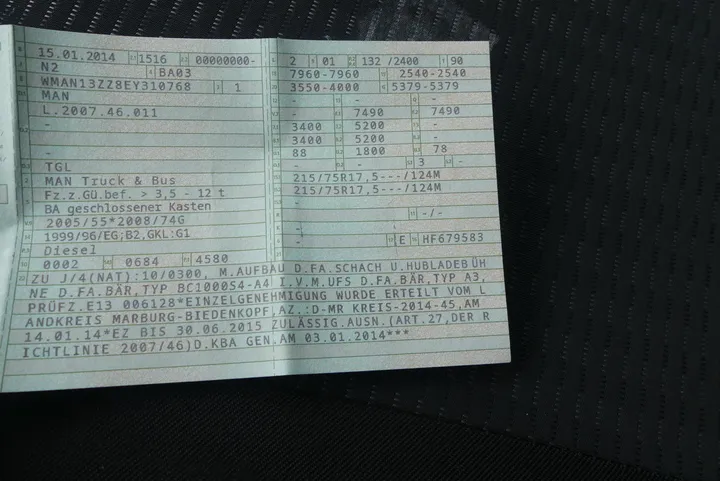 15.01.2014 1516 00000000-
N2 BA03
WMAN13ZZ8EY310768 1
MAN
L.2007.46.011
-
-
TGL
MAN Truck & Bus
Fz.z.Gü.bef. > 3,5 - 12 t
BA geschlossener Kasten
2005/55*2008/74G
1999/96/EG;B2,GKL:G1
Diesel
0002 0684 4580
2 01 132 /2400 90
7960-7960 2540-2540
3550-4000 5379-5379
- - -
- 7490 7490
3400 5200 -
3400 5200 -
88 1800 78
- - 3 -
215/75R17,5---/124M
215/75R17,5---/124M
-
- -/-
-
- E HF679583
ZU J/4(NAT):10/0300, M.AUFBAU D.FA.SCHACH U.HUBLADEBÜH
NE D.FA.BÄR,TYP BC1000S4-A4 I.V.M.UFS D.FA.BÄR,TYP A3,
PRÜFZ.E13 006128*EINZELGENEHMIGUNG WURDE ERTEILT VOM L
ANDKREIS MARBURG-BIEDENKOPF,AZ.:D-MR KREIS-2014-45,AM
14.01.14*EZ BIS 30.06.2015 ZULÄSSIG.AUSN.(ART.27,DER R
ICHTLINIE 2007/46)D.KBA GEN.AM 03.01.2014***